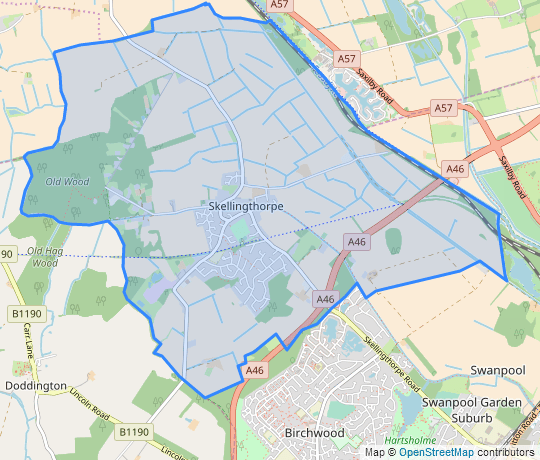 A57
A57
Saxilby Road
A57
A46
Saxilby Road
Old Wood
Skellingthorpe
A46
Old Hag
Wood
90
B1190
A46
Carr Lane
Skellingthorpe Road
A46
Doddington
Lincoln Road
Swanpool
Swanpool Garden
Suburb
B1190
Birchwood
Hartsholme
Lincoln
Map © OpenStreetMap contributors